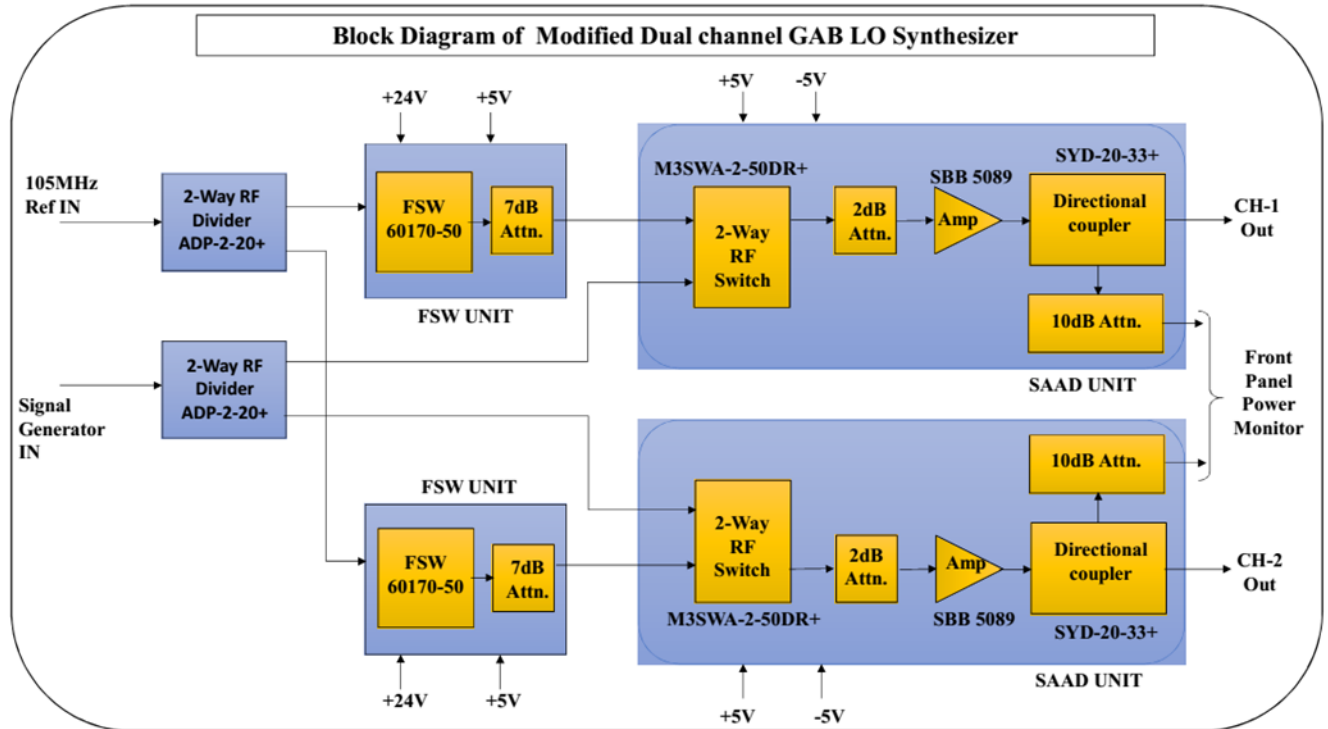 Block Diagram of Modified Dual channel GAB LO Synthesizer
+24V
+5V
+5V
-5V
105MHz
Ref IN
2-Way RF
Divider
ADP-2-20+
FSW
60170-50
7dB
Attn.
FSW UNIT
M3SWA-2-50DR+
2-Way
RF
Switch
2dB
Attn.
SBB 5089
Amp
SYD-20-33+
Directional
coupler
CH-1
Out
10dB Attn.
SAAD UNIT
Signal
Generator
IN
2-Way RF
Divider
ADP-2-20+
Front
Panel
Power
Monitor
FSW UNIT
FSW
60170-50
7dB
Attn.
+24V
+5V
2-Way
RF
Switch
M3SWA-2-50DR+
2dB
Attn.
Amp
SBB 5089
10dB Attn.
Directional
coupler
SYD-20-33+
CH-2
Out
SAAD UNIT
+5V
-5V